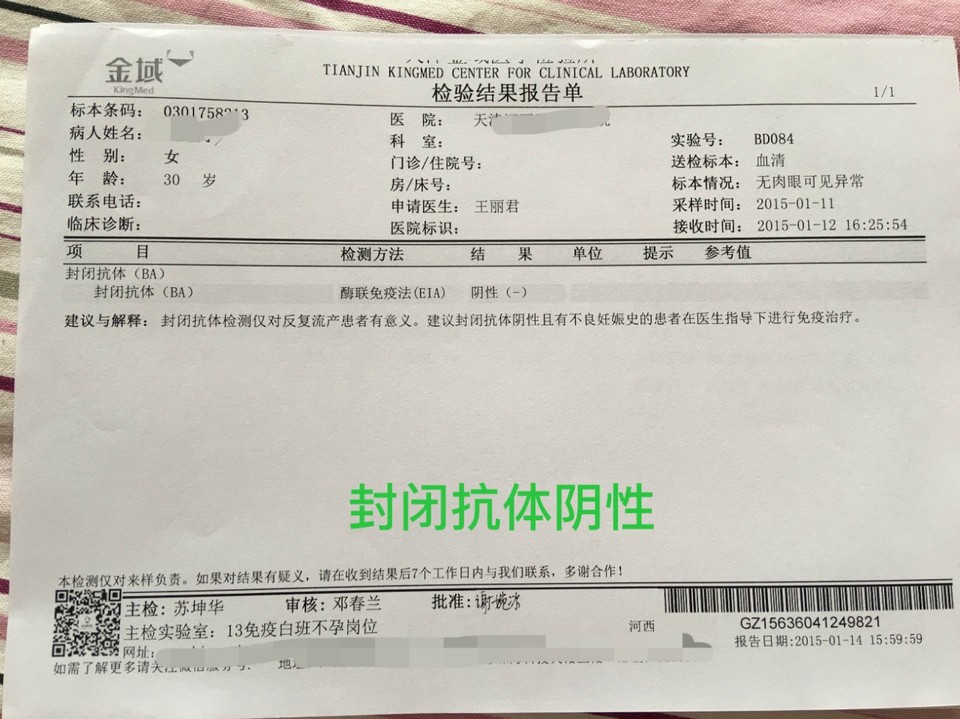 金域
KingMed
TIANJIN KINGMED CENTER FOR CLINICAL LABORATORY
检验结果报告单
1/1
标本条码： 0301758213
医 院： 天津
病人姓名：
科 室：
实验号： BD084
性 别： 女
门诊/住院号：
送检标本： 血清
年 龄： 30 岁
房/床号：
标本情况： 无肉眼可见异常
联系电话：
申请医生： 王丽君
采样时间： 2015-01-11
临床诊断：
医院标识：
接收时间： 2015-01-12 16:25:54
项 目 检测方法 结 果 单位 提示 参考值
封闭抗体（BA）
封闭抗体（BA） 酶联免疫法(EIA) 阴性（-）
建议与解释： 封闭抗体检测仅对反复流产患者有意义。建议封闭抗体阴性且有不良妊娠史的患者在医生指导下进行免疫治疗。
封闭抗体阴性
本检测仅对来样负责。如果对结果有疑义，请在收到结果后7个工作日内与我们联系，多谢合作！
主检：苏坤华 审核：邓春兰 批准：
主检实验室：13免疫白班不孕岗位
河西
GZ15636041249821
网址：
报告日期:2015-01-14 15:59:59
如需了解更多请关注微信服务号：
地址